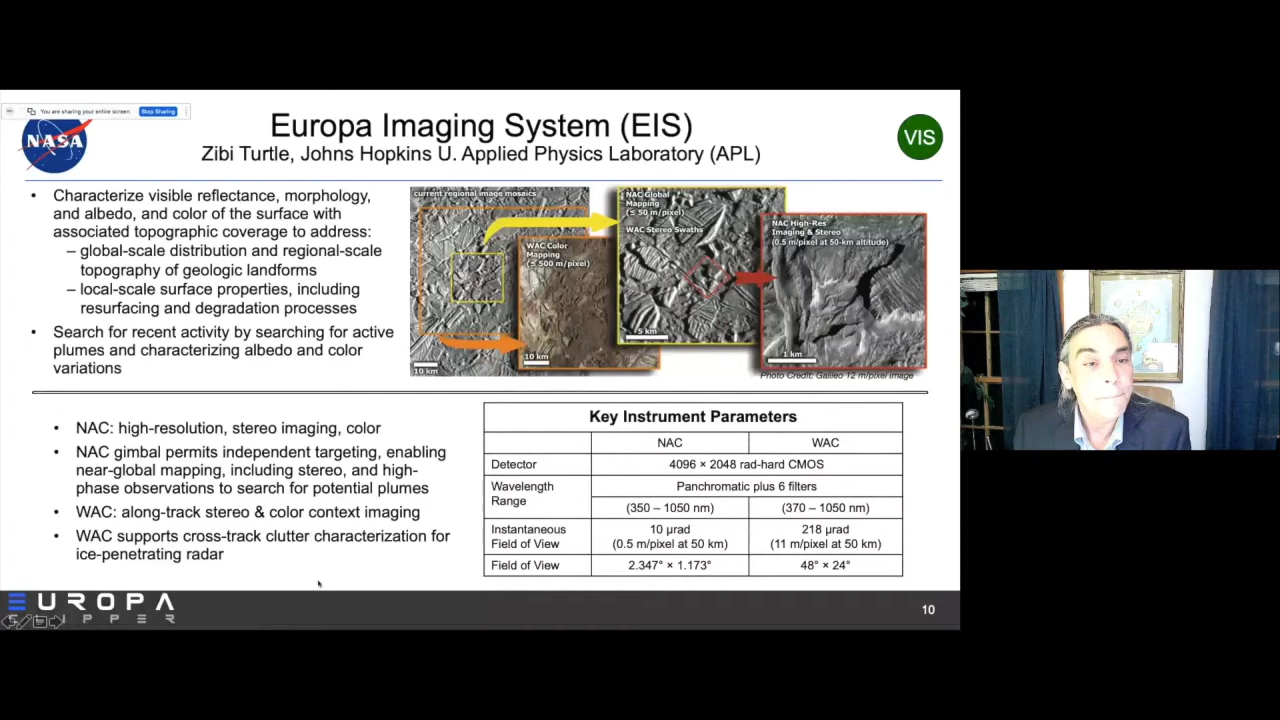 You are sharing your entire screen.
Stop Sharing
NASA
Europa Imaging System (EIS)
Zibi Turtle, Johns Hopkins U. Applied Physics Laboratory (APL)
VIS
• Characterize visible reflectance, morphology,
and albedo, and color of the surface with
associated topographic coverage to address:
– global-scale distribution and regional-scale
topography of geologic landforms
– local-scale surface properties, including
resurfacing and degradation processes
• Search for recent activity by searching for active
plumes and characterizing albedo and color
variations
current regional image mosaics
10 km
WAC Color
Mapping
(≤ 500 m/pixel)
10 km
NAC Global
Mapping
(≤ 50 m/pixel)
WAC Stereo Swaths
5 km
NAC High-Res
Imaging & Stereo
(0.5 m/pixel at 50-km altitude)
1 km
Photo Credit: Galileo 12 m/pixel image
• NAC: high-resolution, stereo imaging, color
• NAC gimbal permits independent targeting, enabling
near-global mapping, including stereo, and high-
phase observations to search for potential plumes
• WAC: along-track stereo & color context imaging
• WAC supports cross-track clutter characterization for
ice-penetrating radar
Key Instrument Parameters
NAC WAC
Detector 4096 × 2048 rad-hard CMOS
Wavelength Panchromatic plus 6 filters
Range (350 – 1050 nm) (370 – 1050 nm)
Instantaneous 10 µrad 218 µrad
Field of View (0.5 m/pixel at 50 km) (11 m/pixel at 50 km)
Field of View 2.347° × 1.173° 48° × 24°
EUROPA
10